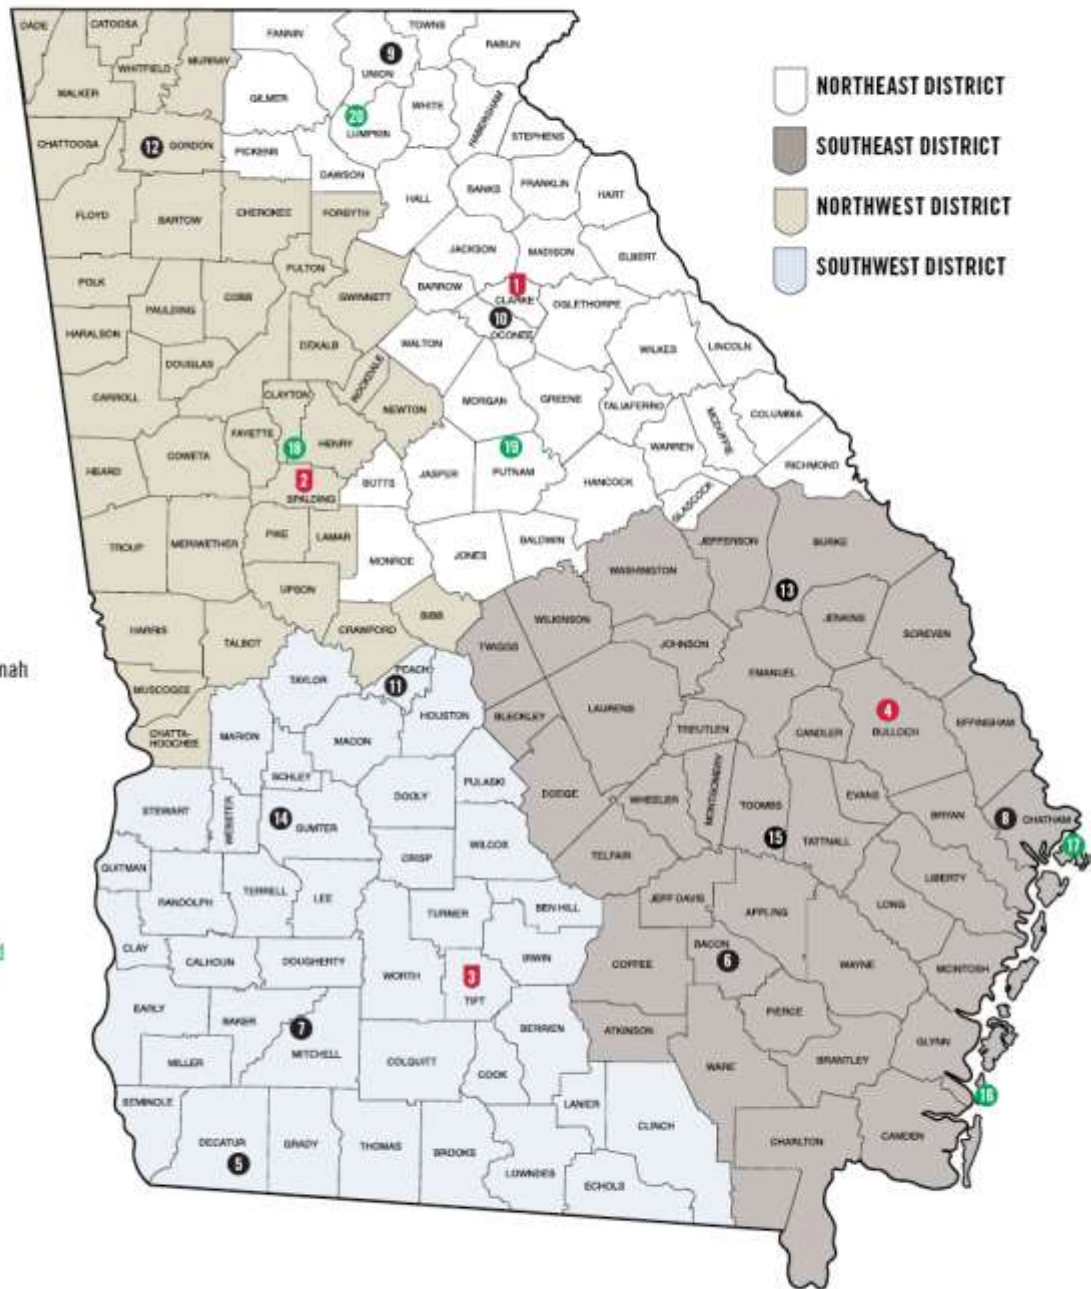 DADE
CATOOSA
FANNIN
TOWNS
RABUN
9
UNION
WHITFIELD
MURRAY
WALKER
GILMER
WHITE
HABERSHAM
20
LUMPKIN
STEPHENS
NORTHEAST DISTRICT
SOUTHEAST DISTRICT
NORTHWEST DISTRICT
SOUTHWEST DISTRICT
CHATTOOGA
12
GORDON
PICKENS
DAWSON
HALL
BANKS
FRANKLIN
HART
FLOYD
BARTOW
CHEROKEE
FORSYTH
JACKSON
MADISON
ELBERT
POLK
FULTON
COBB
GWINNETT
BARROW
1
CLARKE
OGLETHORPE
10
OCONEE
PAULDING
HARALSON
DEKALB
WALTON
WILKES
LINCOLN
DOUGLAS
ROCKDALE
CARROLL
CLAYTON
NEWTON
MORGAN
GREENE
TALIAFERRO
MCDUFFIE
COLUMBIA
FAYETTE
18
HENRY
19
PUTNAM
WARREN
RICHMOND
HEARD
COWETA
2
SPALDING
BUTTS
JASPER
HANCOCK
GLASCOCK
TROUP
MERIWETHER
PIKE
LAMAR
MONROE
JONES
BALDWIN
JEFFERSON
BURKE
WASHINGTON
UPSON
13
HARRIS
TALBOT
CRAWFORD
BIBB
TWIGGS
WILKINSON
JOHNSON
JENKINS
SCREVEN
nah
EMANUEL
TAYLOR
PEACH
11
MUSCOGEE
HOUSTON
BLECKLEY
LAURENS
TREUTLEN
CANDLER
4
BULLOCH
EFFINGHAM
CHATTA-
HOOCHEE
MARION
MACON
SCHLEY
PULASKI
DODGE
MONTGOMERY
STEWART
WEBSTER
14
SUMTER
DOOLY
WHEELER
TOOMBS
EVANS
BRYAN
8
CHATHAM
15
TATTNALL
17
WILCOX
CRISP
TELFAIR
QUITMAN
RANDOLPH
TERRELL
LEE
LIBERTY
TURNER
BEN HILL
JEFF DAVIS
APPLING
LONG
CLAY
CALHOUN
DOUGHERTY
WORTH
3
TIFT
IRWIN
COFFEE
BACON
6
WAYNE
MCINTOSH
d
EARLY
BAKER
7
MITCHELL
BERRIEN
ATKINSON
PIERCE
MILLER
COLQUITT
COOK
WARE
BRANTLEY
GLYNN
16
SEMINOLE
LANIER
CLINCH
DECATUR
5
GRADY
THOMAS
BROOKS
LOWNDES
ECHOLS
CHARLTON
CAMDEN